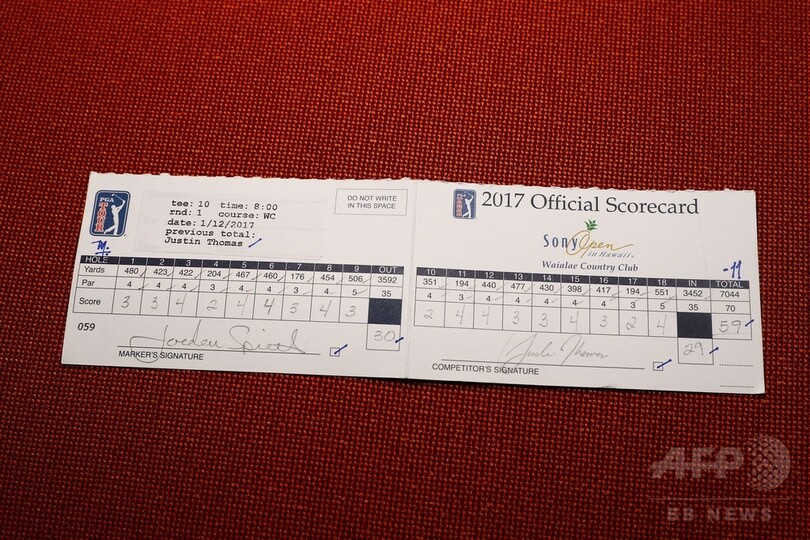 PGA TOUR
tee: 10 time: 8:00
rnd: 1 course: WC
date: 1/12/2017
previous total:
Justin Thomas
DO NOT WRITE
IN THIS SPACE
HOLE 1 2 3 4 5 6 7 8 9 OUT
Yards 480 423 422 204 467 460 176 454 506 3592
Par 4 4 4 3 4 4 3 4 5 35
Score 3 3 4 2 4 4 3 4 3 30
059
Jordan Spieth
MARKER'S SIGNATURE
PGA TOUR
2017 Official Scorecard
Sony Open
in Hawaii
Waialae Country Club
-11
10 11 12 13 14 15 16 17 18 IN TOTAL
351 194 440 477 430 398 417 194 551 3452 7044
4 3 4 4 4 4 4 3 5 35 70
2 4 4 3 3 4 3 2 4 29 59
Justin Thomas
COMPETITOR'S SIGNATURE
AFP
BB NEWS